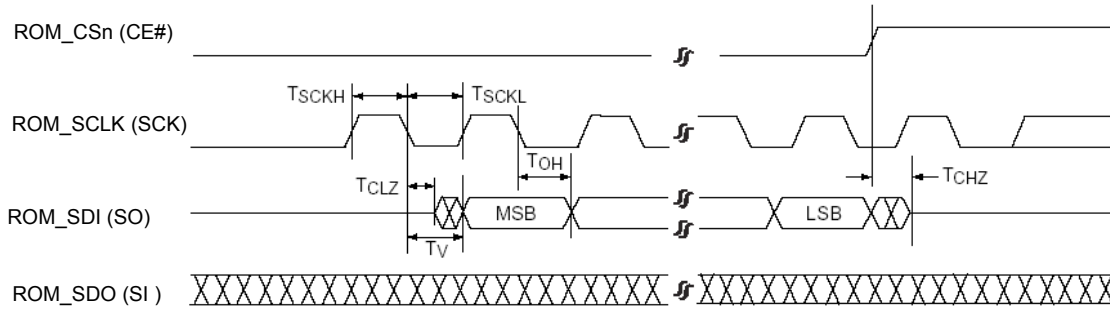 ROM_CSn (CE#)
TSCKH
TSCKL
ROM_SCLK (SCK)
TOH
TCLZ
TCHZ
ROM_SDI (SO)
MSB
LSB
TV
ROM_SDO (SI )